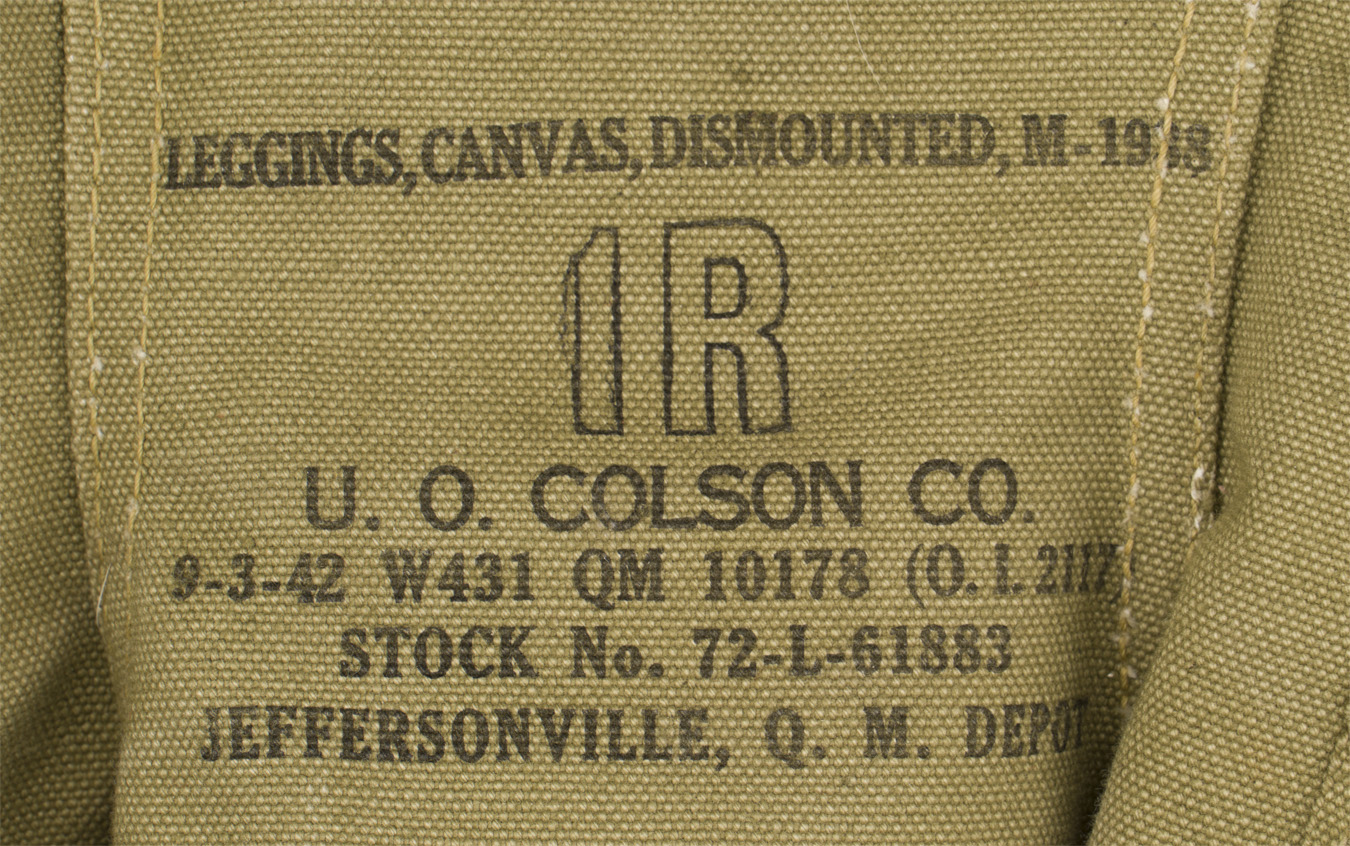 LEGGINGS, CANVAS, DISMOUNTED, M-1938
1R
U. O. COLSON CO.
9-3-42 W431 QM 10178 (O. I. 2117)
STOCK No. 72-L-61883
JEFFERSONVILLE, Q. M. DEPOT